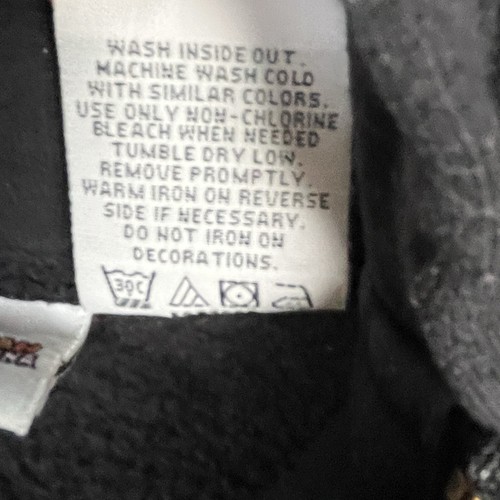 WASH INSIDE OUT.
MACHINE WASH COLD
WITH SIMILAR COLORS.
USE ONLY NON-CHLORINE
BLEACH WHEN NEEDED
TUMBLE DRY LOW.
REMOVE PROMPTLY.
WARM IRON ON REVERSE
SIDE IF NECESSARY.
DO NOT IRON ON
DECORATIONS.
30C